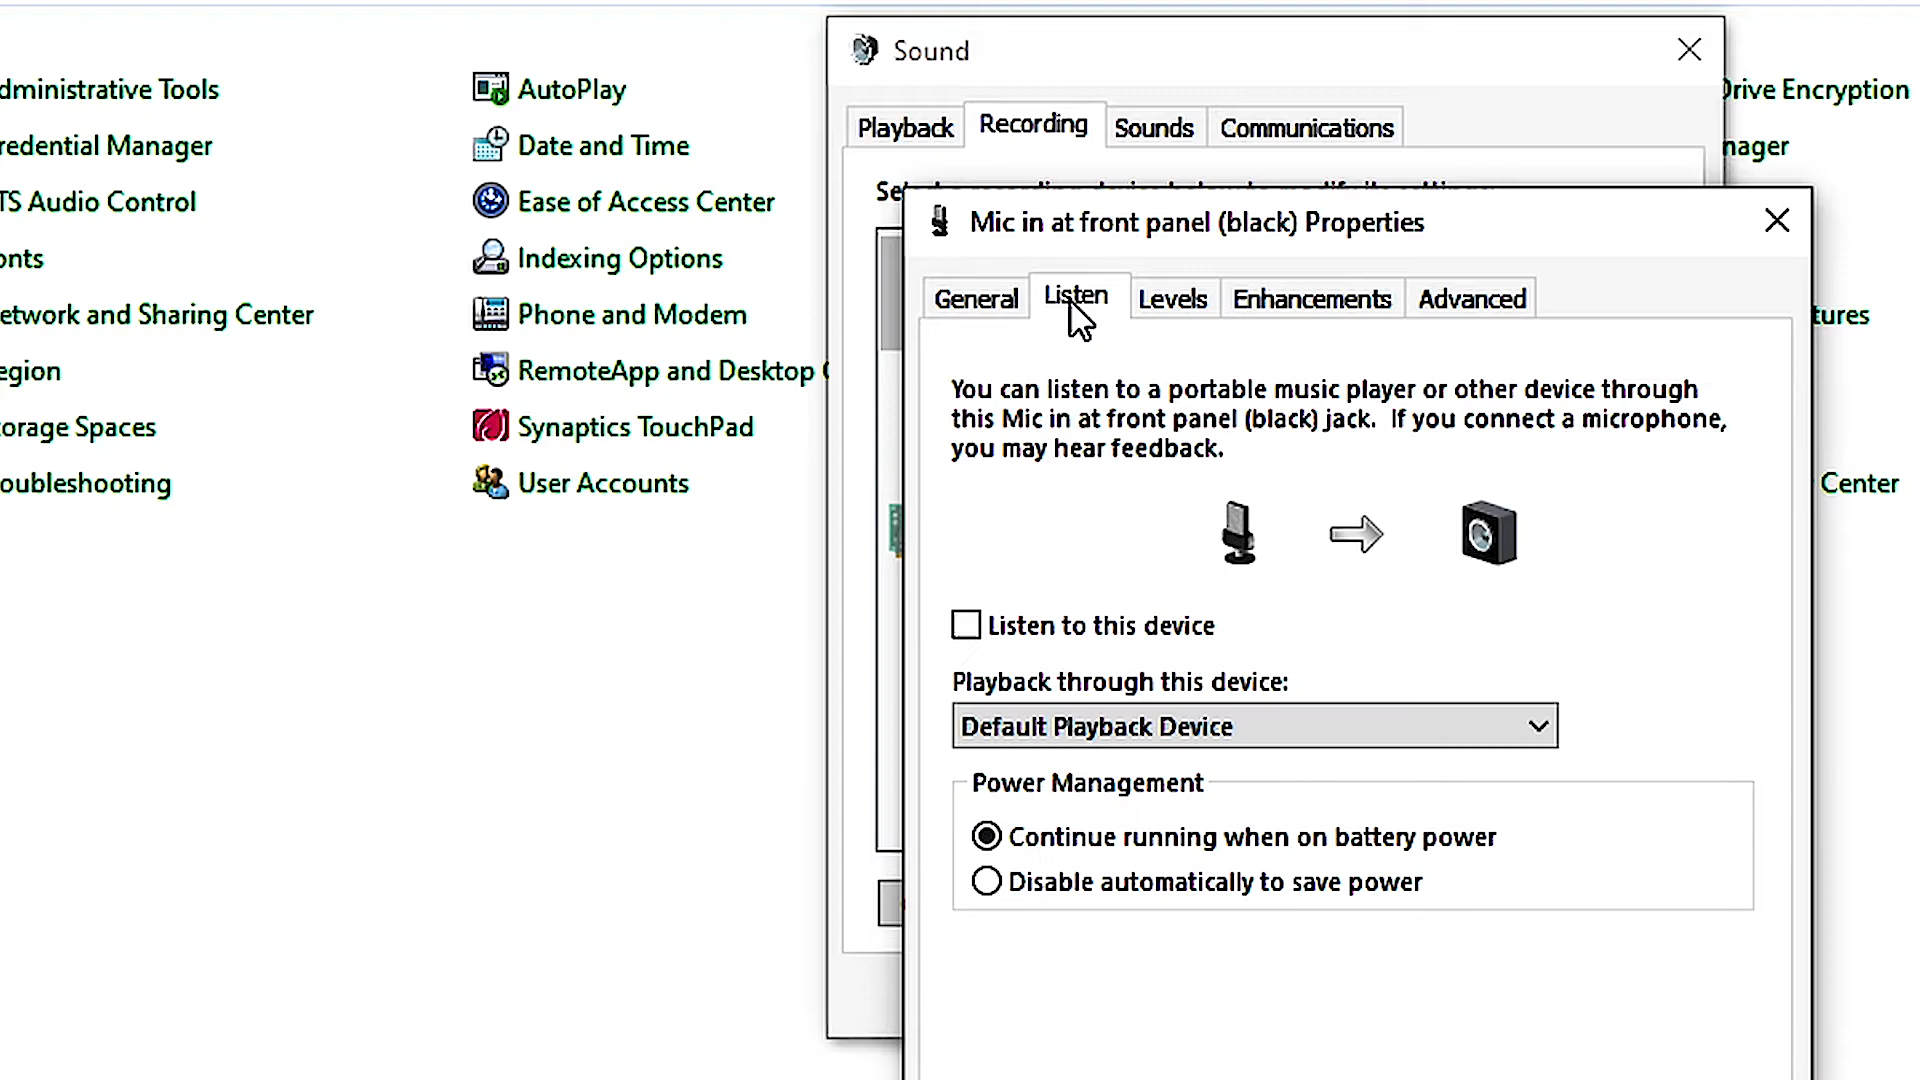 dministrative Tools
redential Manager
TS Audio Control
onts
etwork and Sharing Center
egion
torage Spaces
oubleshooting
AutoPlay
Date and Time
Ease of Access Center
Indexing Options
Phone and Modem
RemoteApp and Desktop
Synaptics TouchPad
User Accounts
Drive Encryption
nager
tures
Center
Sound
Playback
Recording
Sounds
Communications
Mic in at front panel (black) Properties
General
Listen
Levels
Enhancements
Advanced
You can listen to a portable music player or other device through
this Mic in at front panel (black) jack. If you connect a microphone,
you may hear feedback.
Listen to this device
Playback through this device:
Default Playback Device
Power Management
Continue running when on battery power
Disable automatically to save power